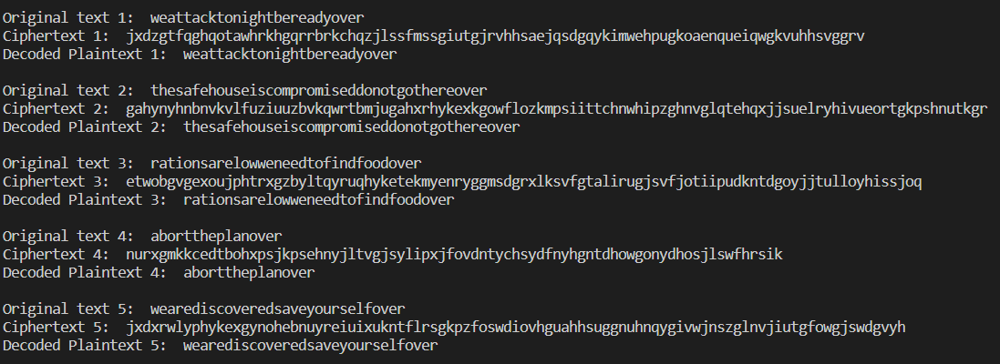 Original text 1:  weattacktonightbereadyover
Ciphertext 1:  jxdzgtfqghqotawhrkhgqrrbrkchqzjlssfmssgiutgjrvhhsaejqsdgqykimwehpugkoaenqueiqwgkvuhhsvggrv
Decoded Plaintext 1:  weattacktonightbereadyover
Original text 2:  thesafehouseiscompromiseddonotgothereover
Ciphertext 2:  gahynyhnbnvkvlfuziuuzbvkqwrtbmjugahxrhykexkgowflozkmpsiittchnwhipzghnvglqtehqxjjsuelryhivueortgkpshnutkgr
Decoded Plaintext 2:  thesafehouseiscompromiseddonotgothereover
Original text 3:  rationsarelowweneedtofindfoodover
Ciphertext 3:  etwobgvgexoujphtrxgzbyltqyruqhyketekmyenryggmsdgrxlksvfgtalirugjsvfjotiipudkntdgoyjjtulloyhissjoq
Decoded Plaintext 3:  rationsarelowweneedtofindfoodover
Original text 4:  aborttheplanover
Ciphertext 4:  nurxgmkkcedtbohxpsjkpsehnyjltvgjsylipxjfovdntychsydfnyhgntdhowgonydhosjlswfhrsik
Decoded Plaintext 4:  aborttheplanover
Original text 5:  wearediscoveredsaveyourselfover
Ciphertext 5:  jxdxrwlyphykexgynohebnuyreiuixukntflrsgkpzfoswdiovhguahhsuggnuhnqygivwjnszglnvjiutgfowgjswdgvyh
Decoded Plaintext 5:  wearediscoveredsaveyourselfover